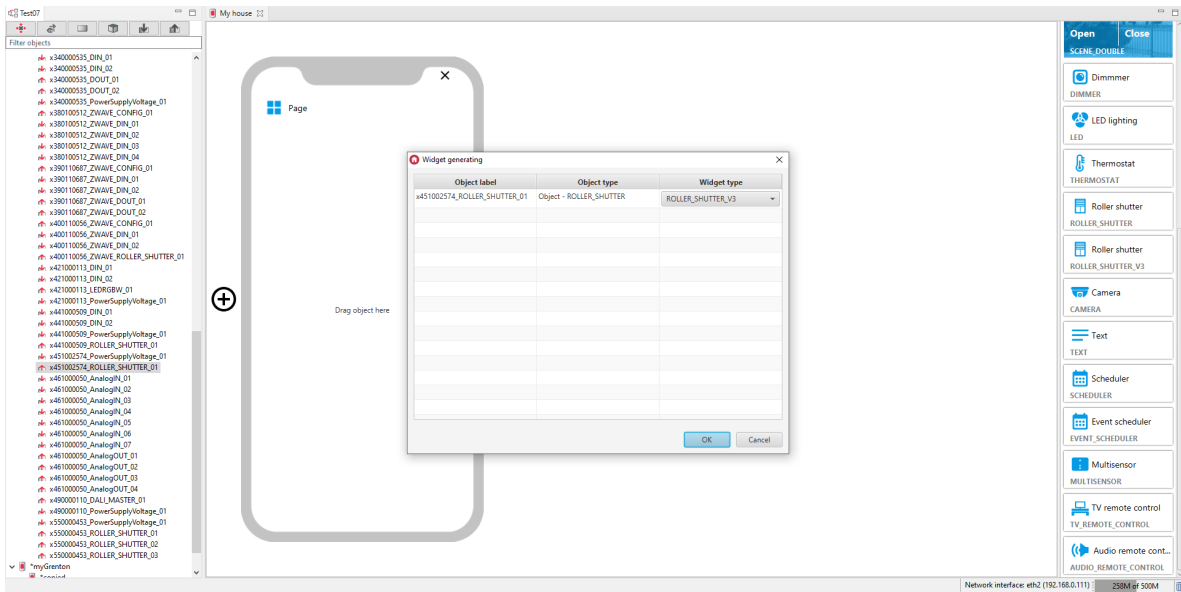 Test07
My house
Filter objects
x340000535_DIN_01
x340000535_DIN_02
x340000535_DOUT_01
x340000535_DOUT_02
x340000535_PowerSupplyVoltage_01
x380100512_ZWAVE_CONFIG_01
x380100512_ZWAVE_DIN_01
x380100512_ZWAVE_DIN_02
x380100512_ZWAVE_DIN_03
x380100512_ZWAVE_DIN_04
x390110687_ZWAVE_CONFIG_01
x390110687_ZWAVE_DIN_01
x390110687_ZWAVE_DIN_02
x390110687_ZWAVE_DOUT_01
x390110687_ZWAVE_DOUT_02
x400110056_ZWAVE_CONFIG_01
x400110056_ZWAVE_DIN_01
x400110056_ZWAVE_DIN_02
x400110056_ZWAVE_ROLLER_SHUTTER_01
x421000113_DIN_01
x421000113_DIN_02
x421000113_LEDRGBW_01
x421000113_PowerSupplyVoltage_01
x441000509_DIN_01
x441000509_DIN_02
x441000509_PowerSupplyVoltage_01
x441000509_ROLLER_SHUTTER_01
x451002574_PowerSupplyVoltage_01
x451002574_ROLLER_SHUTTER_01
x461000050_AnalogIN_01
x461000050_AnalogIN_02
x461000050_AnalogIN_03
x461000050_AnalogIN_04
x461000050_AnalogIN_05
x461000050_AnalogIN_06
x461000050_AnalogIN_07
x461000050_AnalogOUT_01
x461000050_AnalogOUT_02
x461000050_AnalogOUT_03
x461000050_AnalogOUT_04
x490000110_DALI_MASTER_01
x490000110_PowerSupplyVoltage_01
x550000453_PowerSupplyVoltage_01
x550000453_ROLLER_SHUTTER_01
x550000453_ROLLER_SHUTTER_02
x550000453_ROLLER_SHUTTER_03
*myGrenton
*copied
Page
Drag object here
Widget generating
Object label Object type Widget type
x451002574_ROLLER_SHUTTER_01 Object - ROLLER_SHUTTER ROLLER_SHUTTER_V3
OK Cancel
Open Close
SCENE_DOUBLE
Dimmmer
DIMMER
LED lighting
LED
Thermostat
THERMOSTAT
Roller shutter
ROLLER_SHUTTER
Roller shutter
ROLLER_SHUTTER_V3
Camera
CAMERA
Text
TEXT
Scheduler
SCHEDULER
Event scheduler
EVENT_SCHEDULER
Multisensor
MULTISENSOR
TV remote control
TV_REMOTE_CONTROL
Audio remote cont...
AUDIO_REMOTE_CONTROL
Network interface: eth2 (192.168.0.111) 258M of 500M